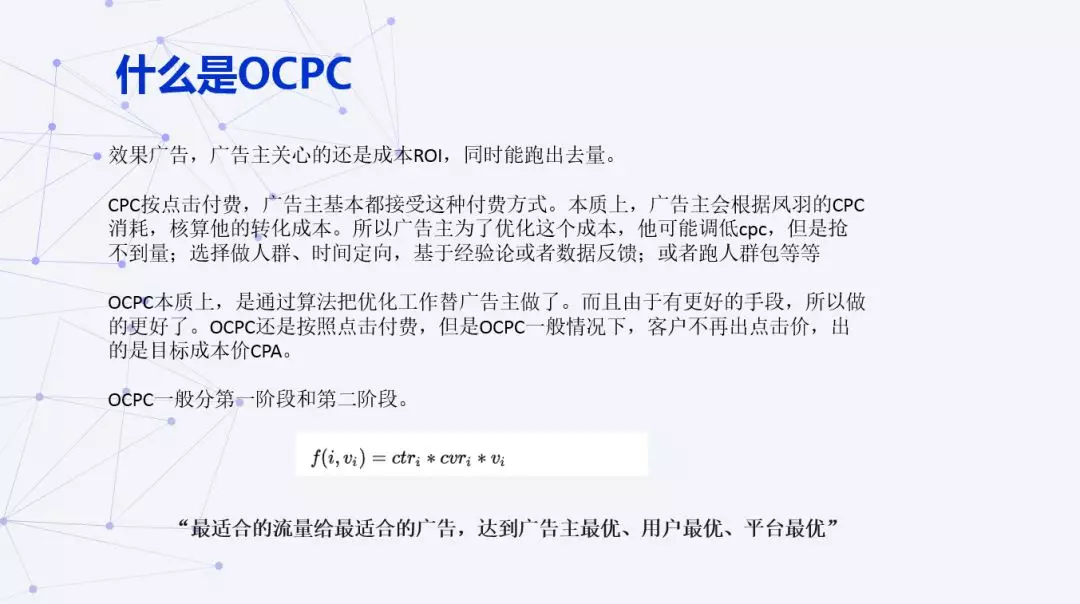 什么是OCPC
效果广告，广告主关心的还是成本ROI，同时能跑出去量。
CPC按点击付费，广告主基本都接受这种付费方式。本质上，广告主会根据凤羽的CPC
消耗，核算他的转化成本。所以广告主为了优化这个成本，他可能调低cpc，但是抢
不到量；选择做人群、时间定向，基于经验论或者数据反馈；或者跑人群包等等
OCPC本质上，是通过算法把优化工作替广告主做了。而且由于有更好的手段，所以做
的更好了。OCPC还是按照点击付费，但是OCPC一般情况下，客户不再出点击价，出
的是目标成本价CPA。
OCPC一般分第一阶段和第二阶段。
f(i, v_i) = ctr_i * cvr_i * v_i
“最适合的流量给最适合的广告，达到广告主最优、用户最优、平台最优”